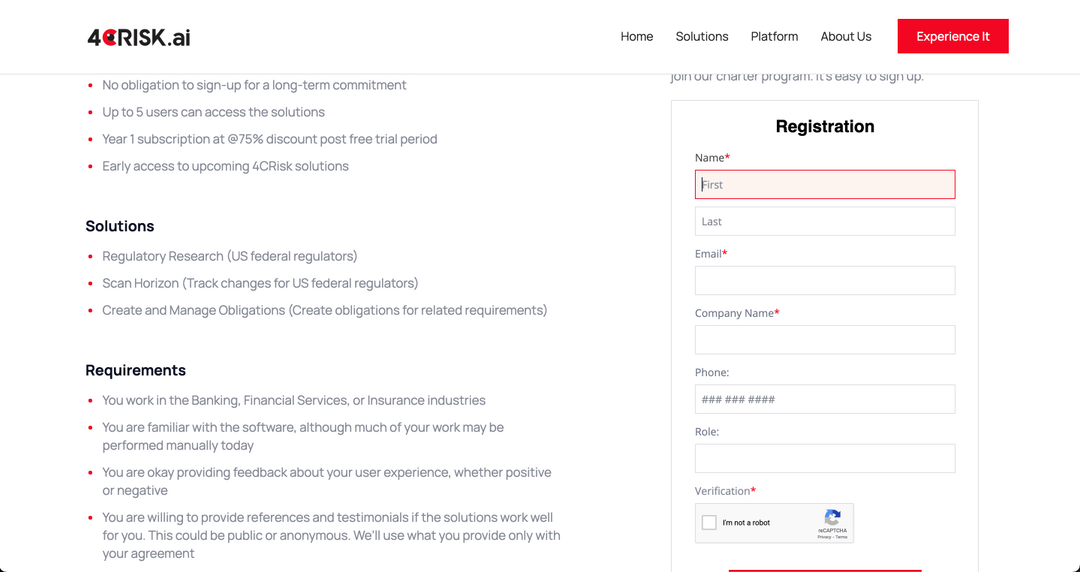 4CRISK.ai
Home
Solutions
Platform
About Us
Experience It
No obligation to sign-up for a long-term commitment
Up to 5 users can access the solutions
Year 1 subscription at @75% discount post free trial period
Early access to upcoming 4CRisk solutions
Solutions
Regulatory Research (US federal regulators)
Scan Horizon (Track changes for US federal regulators)
Create and Manage Obligations (Create obligations for related requirements)
Requirements
You work in the Banking, Financial Services, or Insurance industries
You are familiar with the software, although much of your work may be
performed manually today
You are okay providing feedback about your user experience, whether positive
or negative
You are willing to provide references and testimonials if the solutions work well
for you. This could be public or anonymous. We'll use what you provide only with
your agreement
join our charter program. It's easy to sign up.
Registration
Name*
First
Last
Email*
Company Name*
Phone:
### ### ####
Role:
Verification*
I'm not a robot
reCAPTCHA
Privacy - Terms